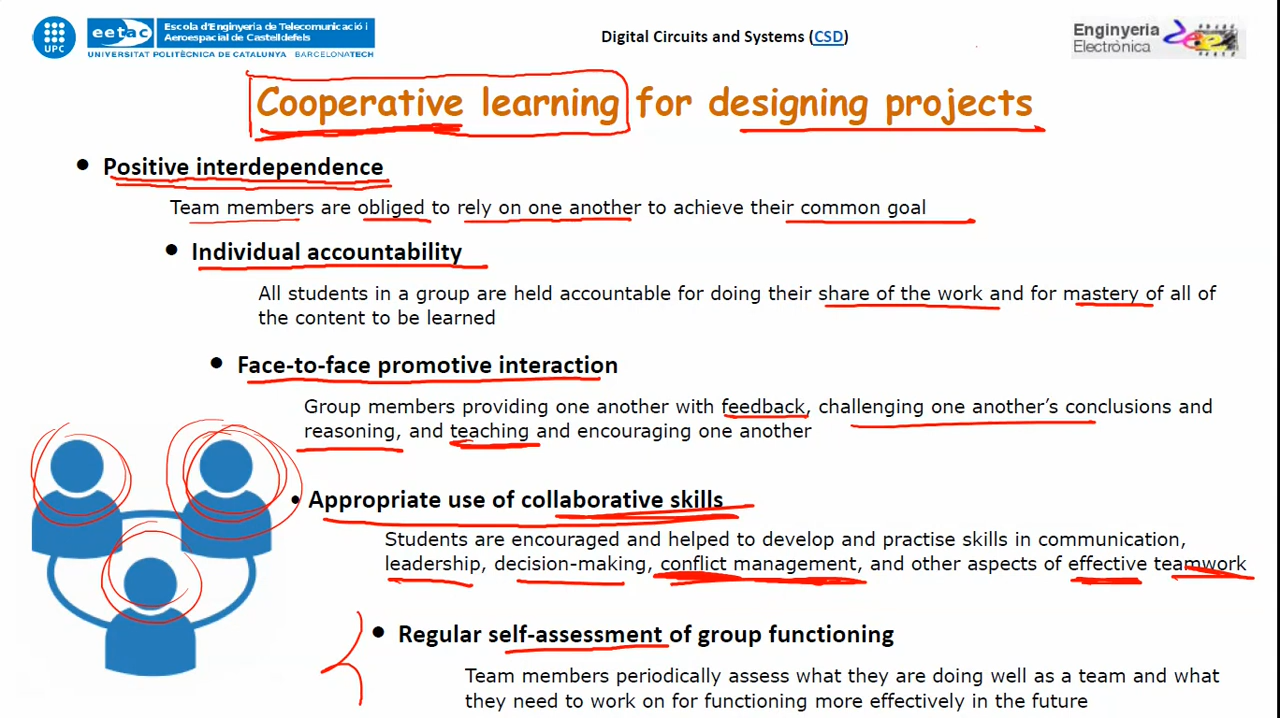 UPC
eetac
Escola d'Enginyeria de Telecomunicació i
Aeroespacial de Castelldefels
UNIVERSITAT POLITÈCNICA DE CATALUNYA BARCELONATECH
Digital Circuits and Systems (CSD)
Enginyeria
Electrònica
Cooperative learning for designing projects
• Positive interdependence
Team members are obliged to rely on one another to achieve their common goal
• Individual accountability
All students in a group are held accountable for doing their share of the work and for mastery of all of
the content to be learned
• Face-to-face promotive interaction
Group members providing one another with feedback, challenging one another's conclusions and
reasoning, and teaching and encouraging one another
• Appropriate use of collaborative skills
Students are encouraged and helped to develop and practise skills in communication,
leadership, decision-making, conflict management, and other aspects of effective teamwork
• Regular self-assessment of group functioning
Team members periodically assess what they are doing well as a team and what
they need to work on for functioning more effectively in the future